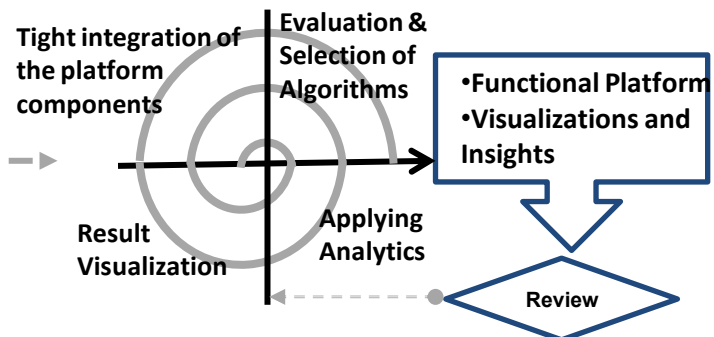 Tight integration of
the platform
components
Evaluation &
Selection of
Algorithms
•Functional Platform
•Visualizations and
Insights
Result
Visualization
Applying
Analytics
Review